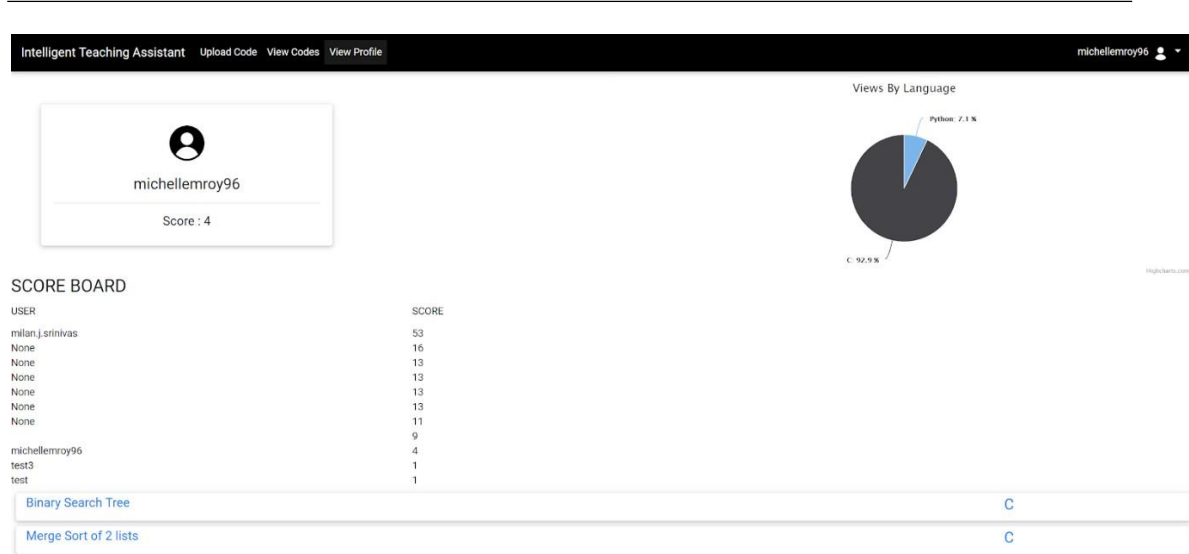 Intelligent Teaching Assistant Upload Code View Codes View Profile michellemroy96
Views By Language
Python: 7.1 %
C: 92.9 %
Highcharts.com
michellemroy96
Score : 4
SCORE BOARD
USER SCORE
milan.j.srinivas 53
None 16
None 13
None 13
None 13
None 13
None 11
9
michellemroy96 4
test3 1
test 1
Binary Search Tree C
Merge Sort of 2 lists C